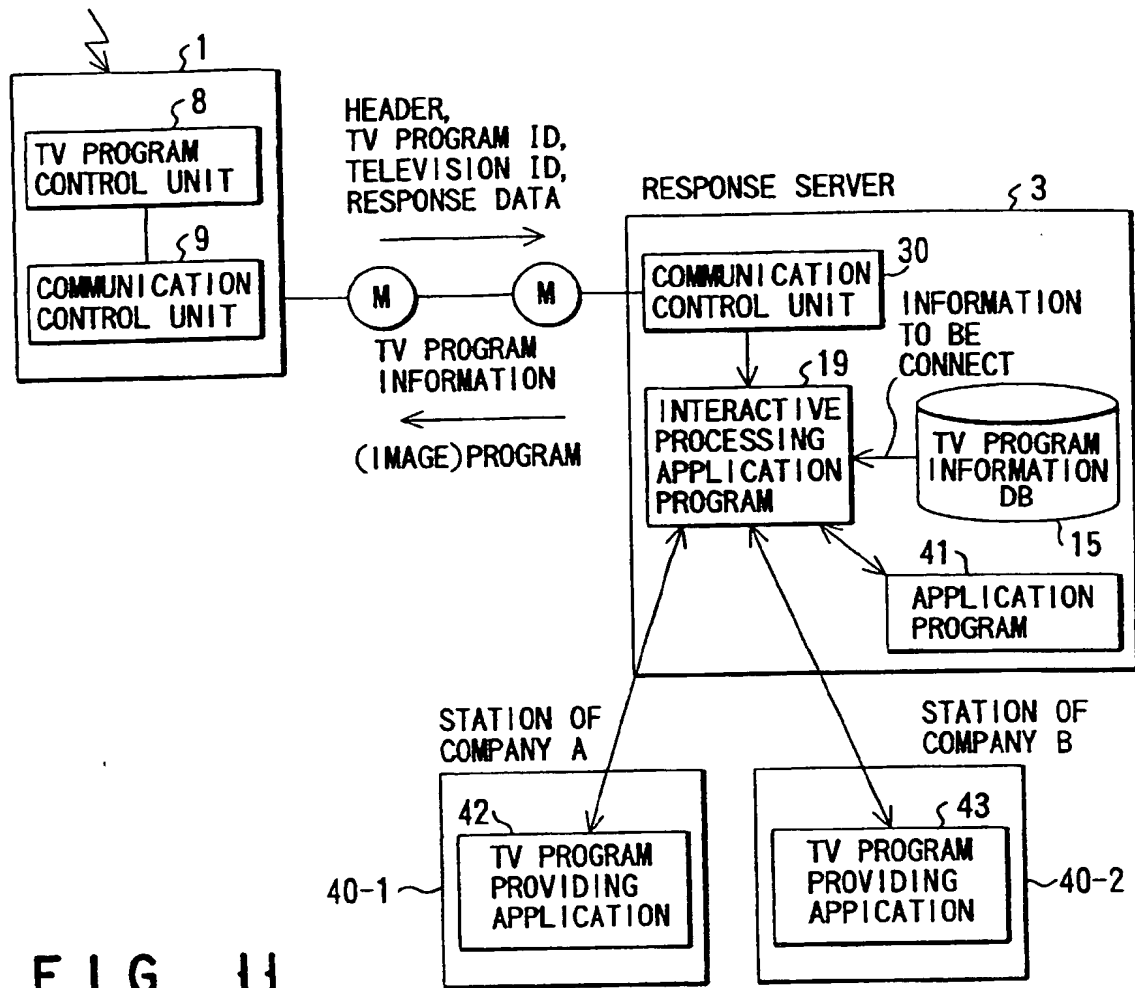 1
8
TV PROGRAM
CONTROL UNIT
9
COMMUNICATION
CONTROL UNIT
HEADER,
TV PROGRAM ID,
TELEVISION ID,
RESPONSE DATA
M
M
TV PROGRAM
INFORMATION
(IMAGE)PROGRAM
RESPONSE SERVER
3
COMMUNICATION
CONTROL UNIT
30
INFORMATION
TO BE
CONNECT
19
INTERACTIVE
PROCESSING
APPLICATION
PROGRAM
TV PROGRAM
INFORMATION
DB
15
41
APPLICATION
PROGRAM
STATION OF
COMPANY A
42
TV PROGRAM
PROVIDING
APPLICATION
40-1
STATION OF
COMPANY B
43
TV PROGRAM
PROVIDING
APPICATION
40-2
FIG. 11